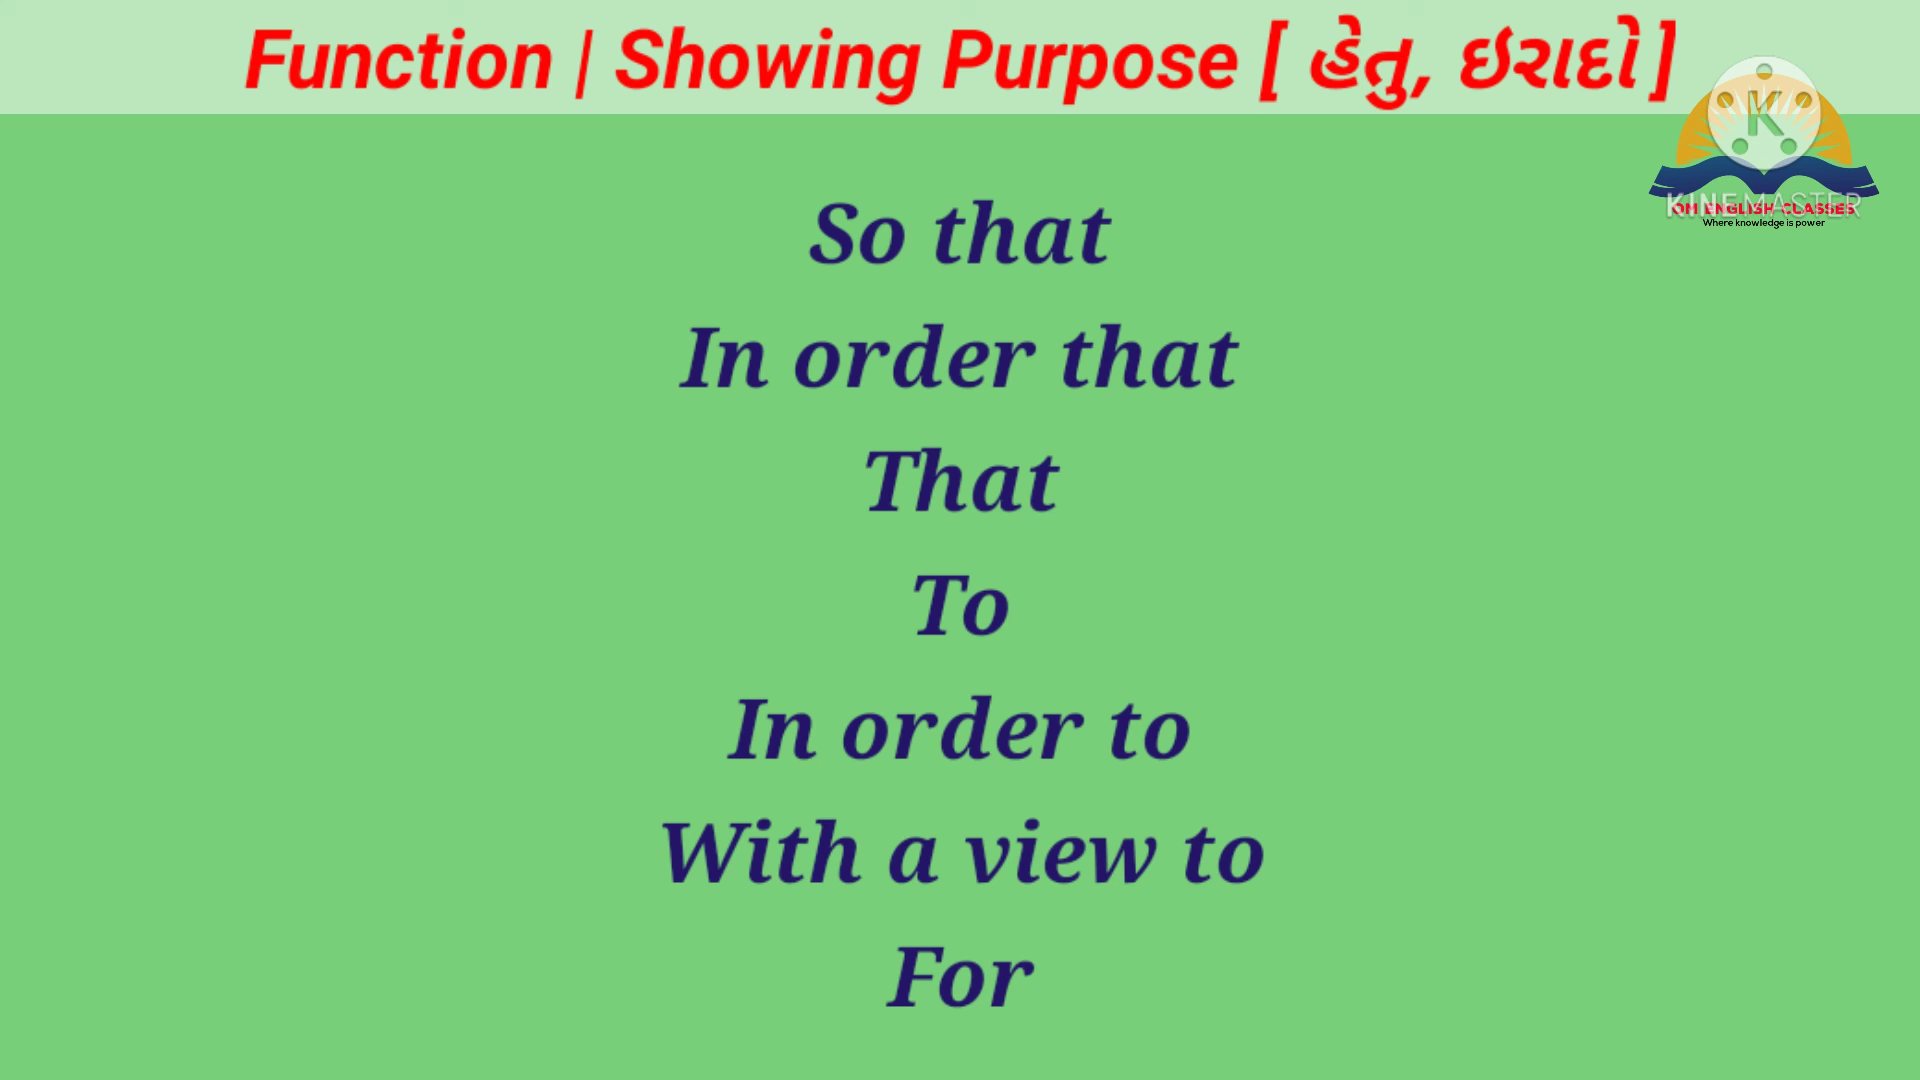 Function | Showing Purpose [ હેતુ, ઇરાદો ]
KINEMASTER
OM ENGLISH CLASSES
Where knowledge is power
So that
In order that
That
To
In order to
With a view to
For